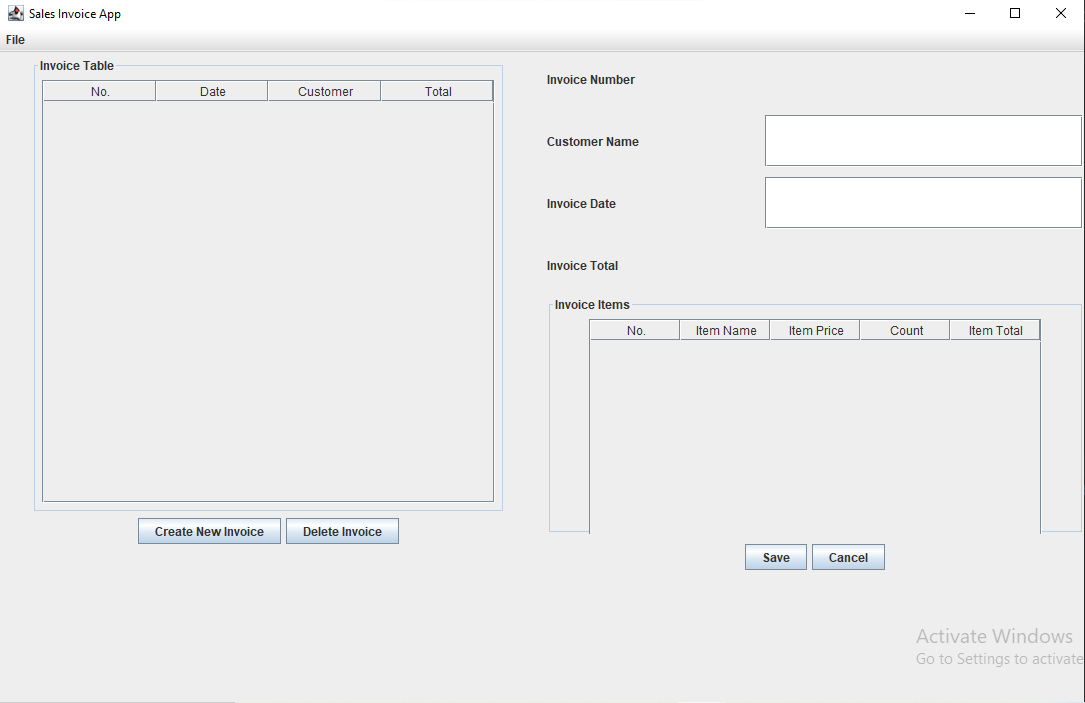 Sales Invoice App
File
Invoice Table
No. Date Customer Total
Create New Invoice Delete Invoice
Invoice Number
Customer Name
Invoice Date
Invoice Total
Invoice Items
No. Item Name Item Price Count Item Total
Save Cancel
Activate Windows
Go to Settings to activate